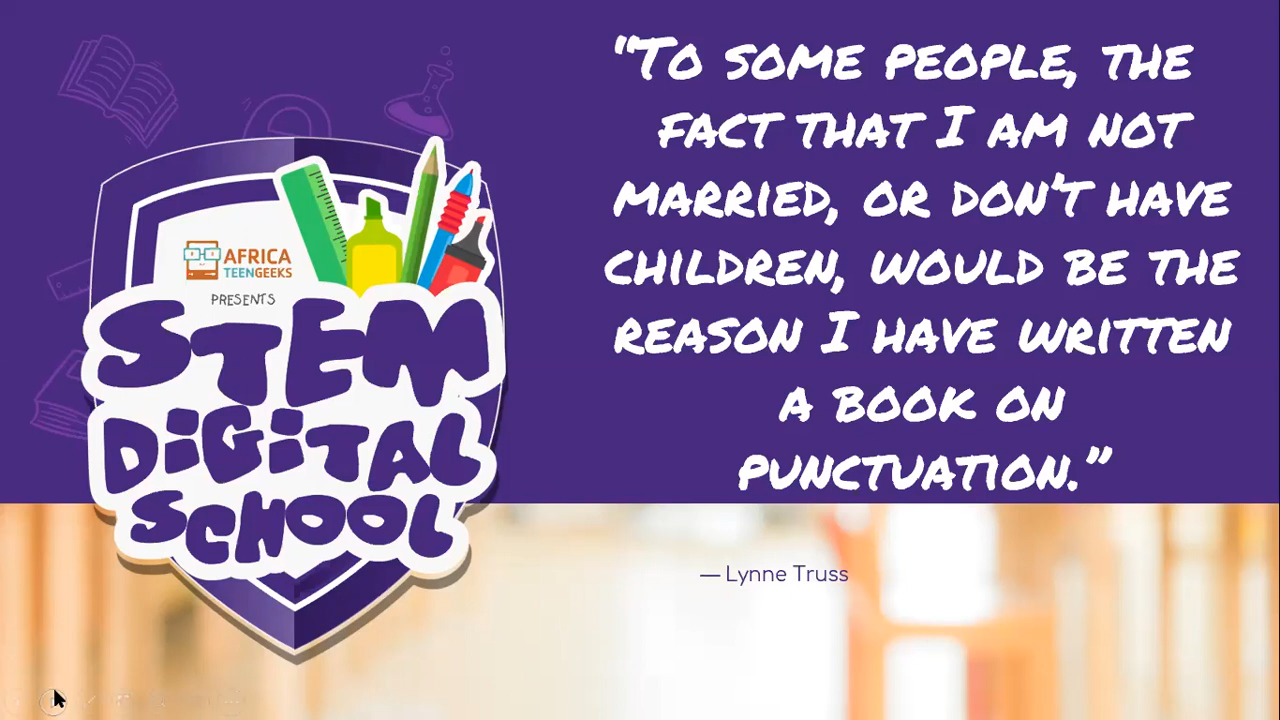 AFRICA
TEENGEEKS
PRESENTS
STEM
DiGiTAL
SCHOOL
“TO SOME PEOPLE, THE
FACT THAT I AM NOT
MARRIED, OR DON'T HAVE
CHILDREN, WOULD BE THE
REASON I HAVE WRITTEN
A BOOK ON
PUNCTUATION.”
— Lynne Truss